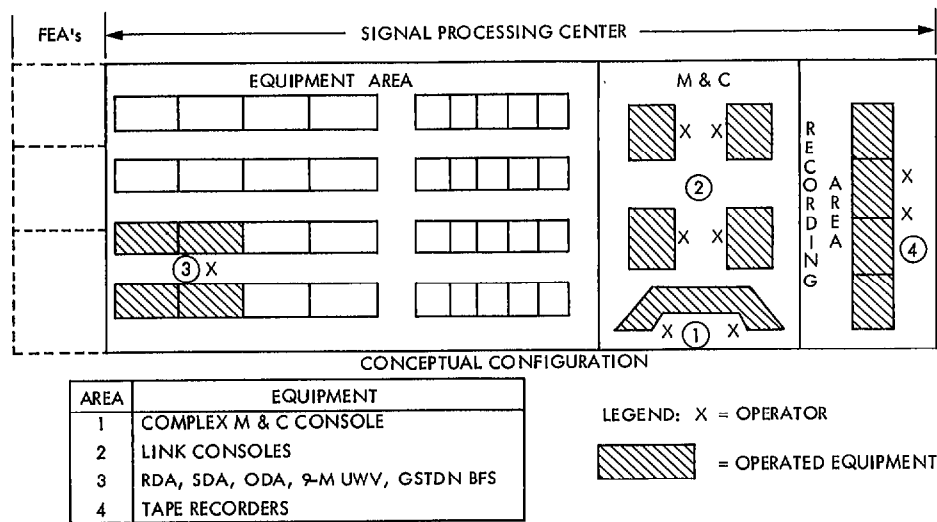 FEA's
SIGNAL PROCESSING CENTER
EQUIPMENT AREA
M & C
RECORDING
AREA
X X
2
X X
3 X
X 1 X
X
X
4
CONCEPTUAL CONFIGURATION
AREA EQUIPMENT
1 COMPLEX M & C CONSOLE
2 LINK CONSOLES
3 RDA, SDA, ODA, 9-M UWV, GSTDN BFS
4 TAPE RECORDERS
LEGEND: X = OPERATOR
= OPERATED EQUIPMENT